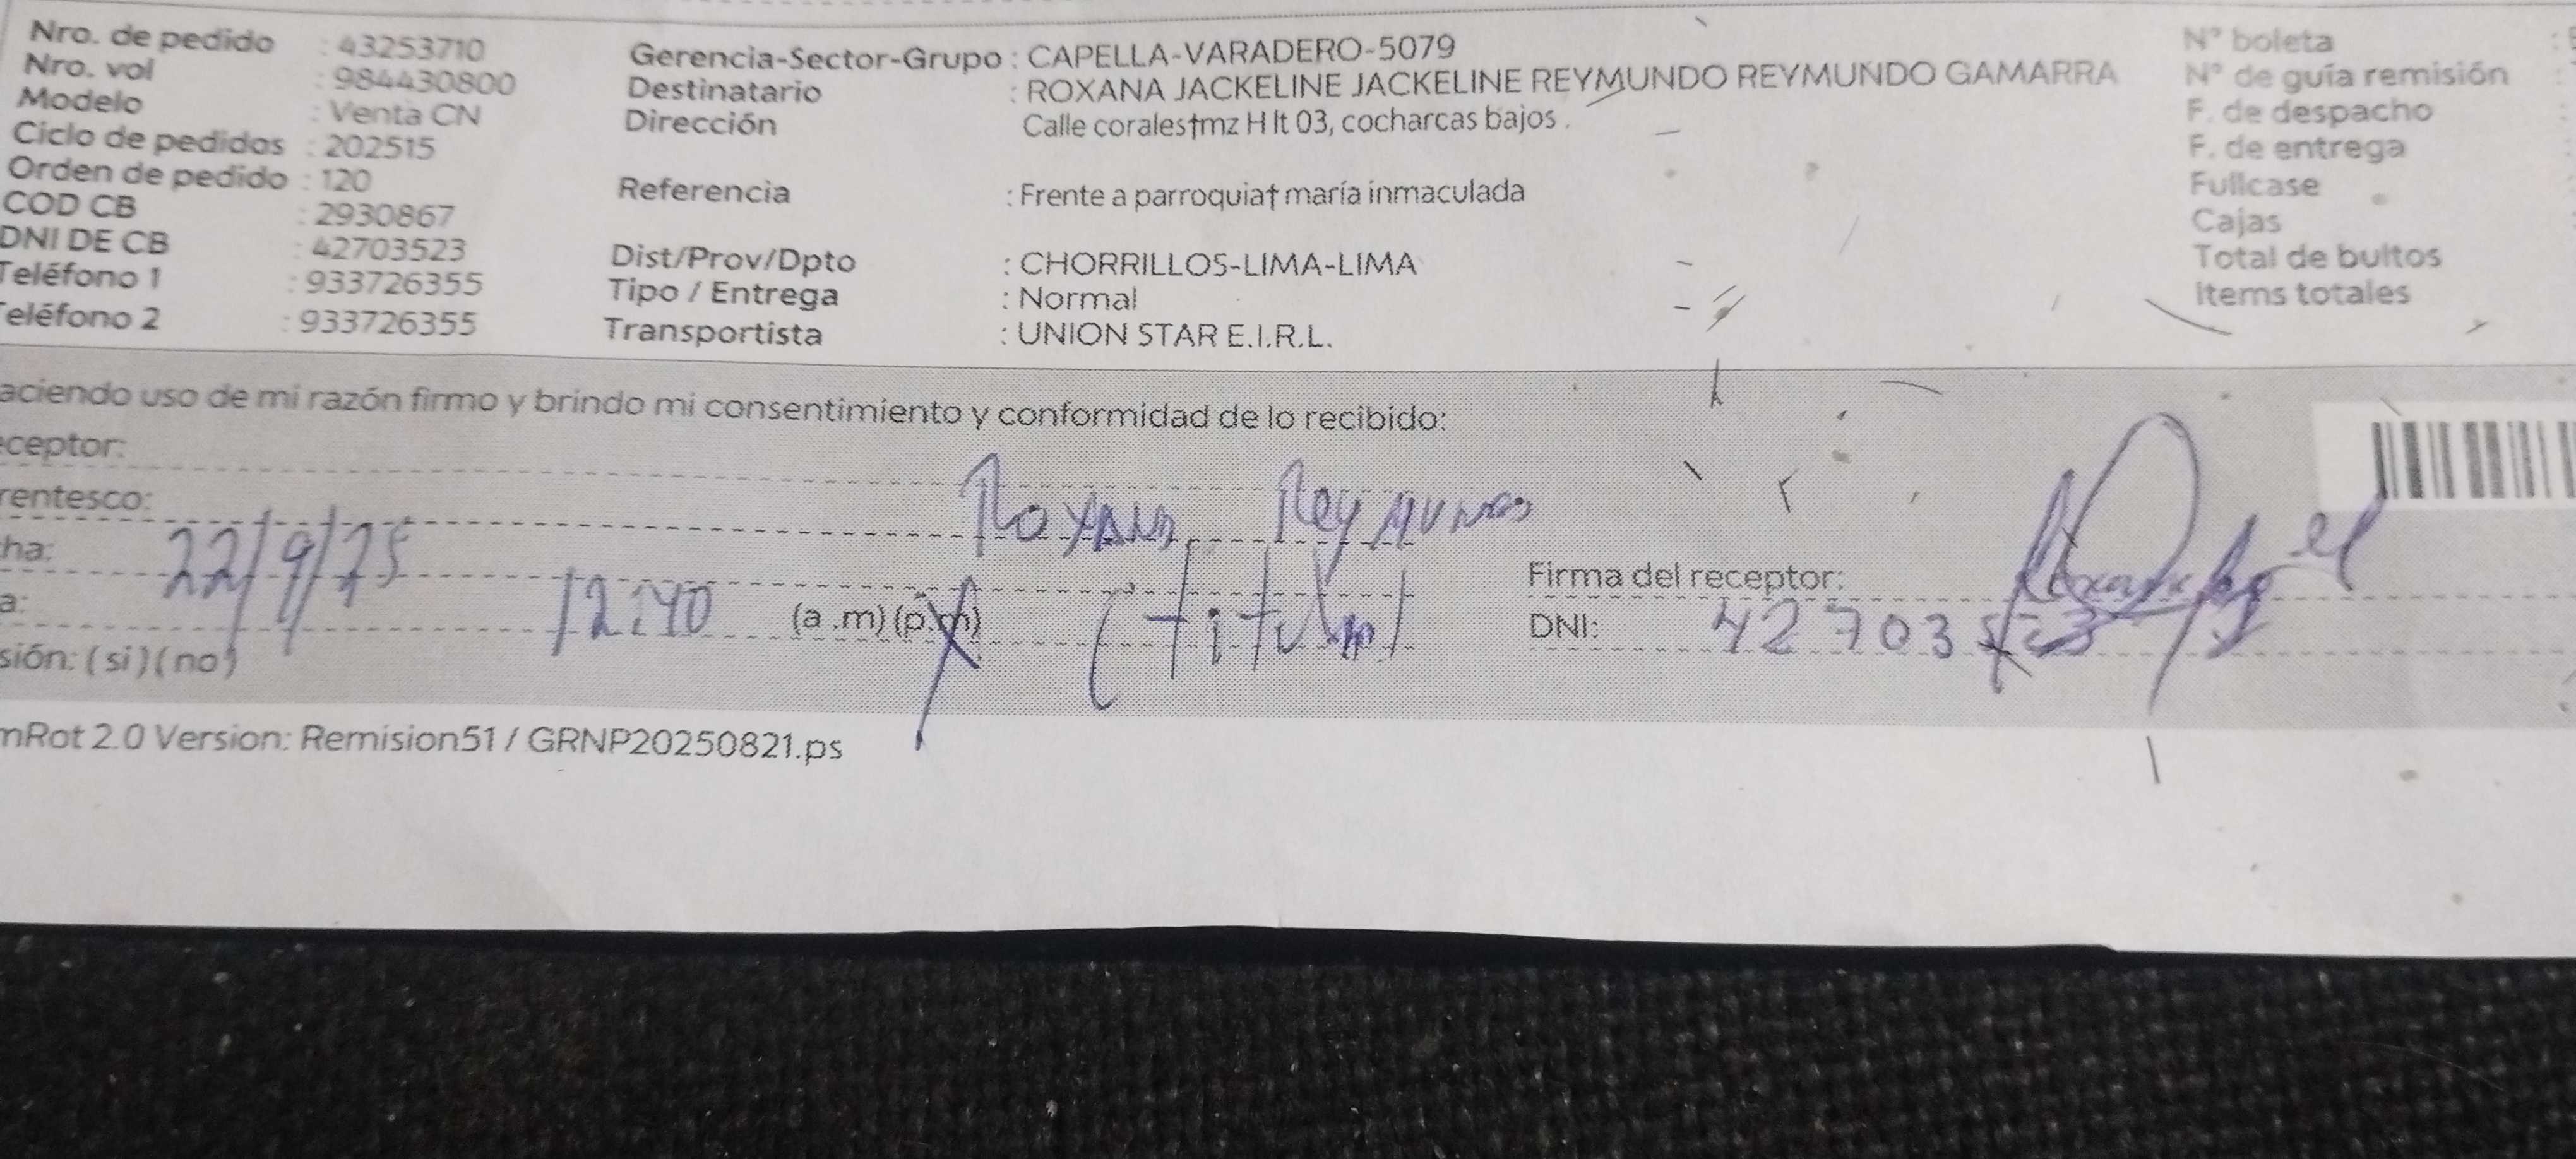 Nro. de pedido : 43253710
Nro. vol : 984430800
Modelo : Venta CN
Ciclo de pedidos : 202515
Orden de pedido : 120
COD CB : 2930867
DNI DE CB : 42703523
Teléfono 1 : 933726355
Teléfono 2 : 933726355
Gerencia-Sector-Grupo : CAPELLA-VARADERO-5079
Destinatario : ROXANA JACKELINE JACKELINE REYMUNDO REYMUNDO GAMARRA
Dirección Calle corales†mz H lt 03, cocharcas bajos .
Referencia : Frente a parroquia† maría inmaculada
Dist/Prov/Dpto : CHORRILLOS-LIMA-LIMA
Tipo / Entrega : Normal
Transportista : UNION STAR E.I.R.L.
N° boleta :
N° de guía remisión :
F. de despacho
F. de entrega
Fullcase
Cajas
Total de bultos
Items totales
aciendo uso de mi razón firmo y brindo mi consentimiento y conformidad de lo recibido:
eceptor: Roxana Reymundo
rentesco: (titular)
ha: 22/9/25
a: 12:40 (a .m) (p.m)
sión: ( si ) ( no )
Firma del receptor:
DNI: 42703523
mRot 2.0 Version: Remision51 / GRNP20250821.ps